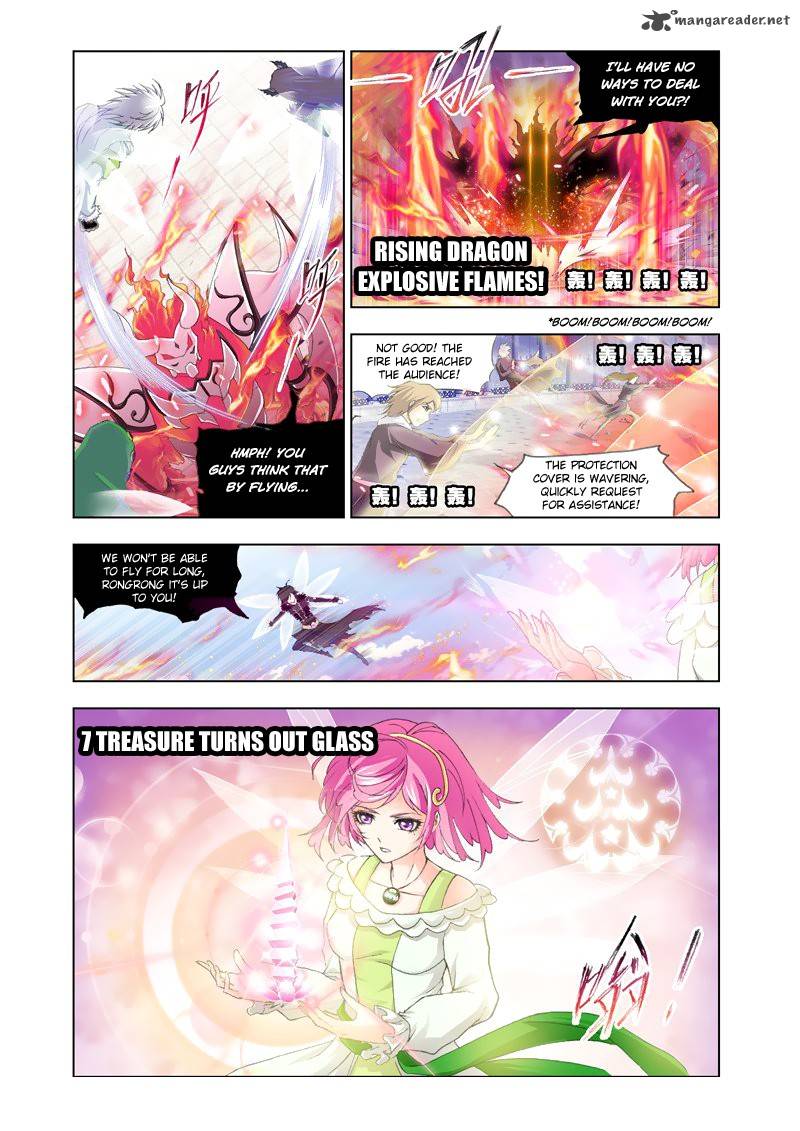 mangareader.net
呼
呼
HMPH! YOU
GUYS THINK THAT
BY FLYING...
I'LL HAVE NO
WAYS TO DEAL
WITH YOU?!
RISING DRAGON
EXPLOSIVE FLAMES!
轰！轰！轰！轰！
*BOOM!BOOM!BOOM!BOOM!
NOT GOOD! THE
FIRE HAS REACHED
THE AUDIENCE!
轰！轰！轰！
轰！轰！轰！
THE PROTECTION
COVER IS WAVERING,
QUICKLY REQUEST
FOR ASSISTANCE!
WE WON'T BE ABLE
TO FLY FOR LONG,
RONGRONG IT'S UP
TO YOU!
7 TREASURE TURNS OUT GLASS